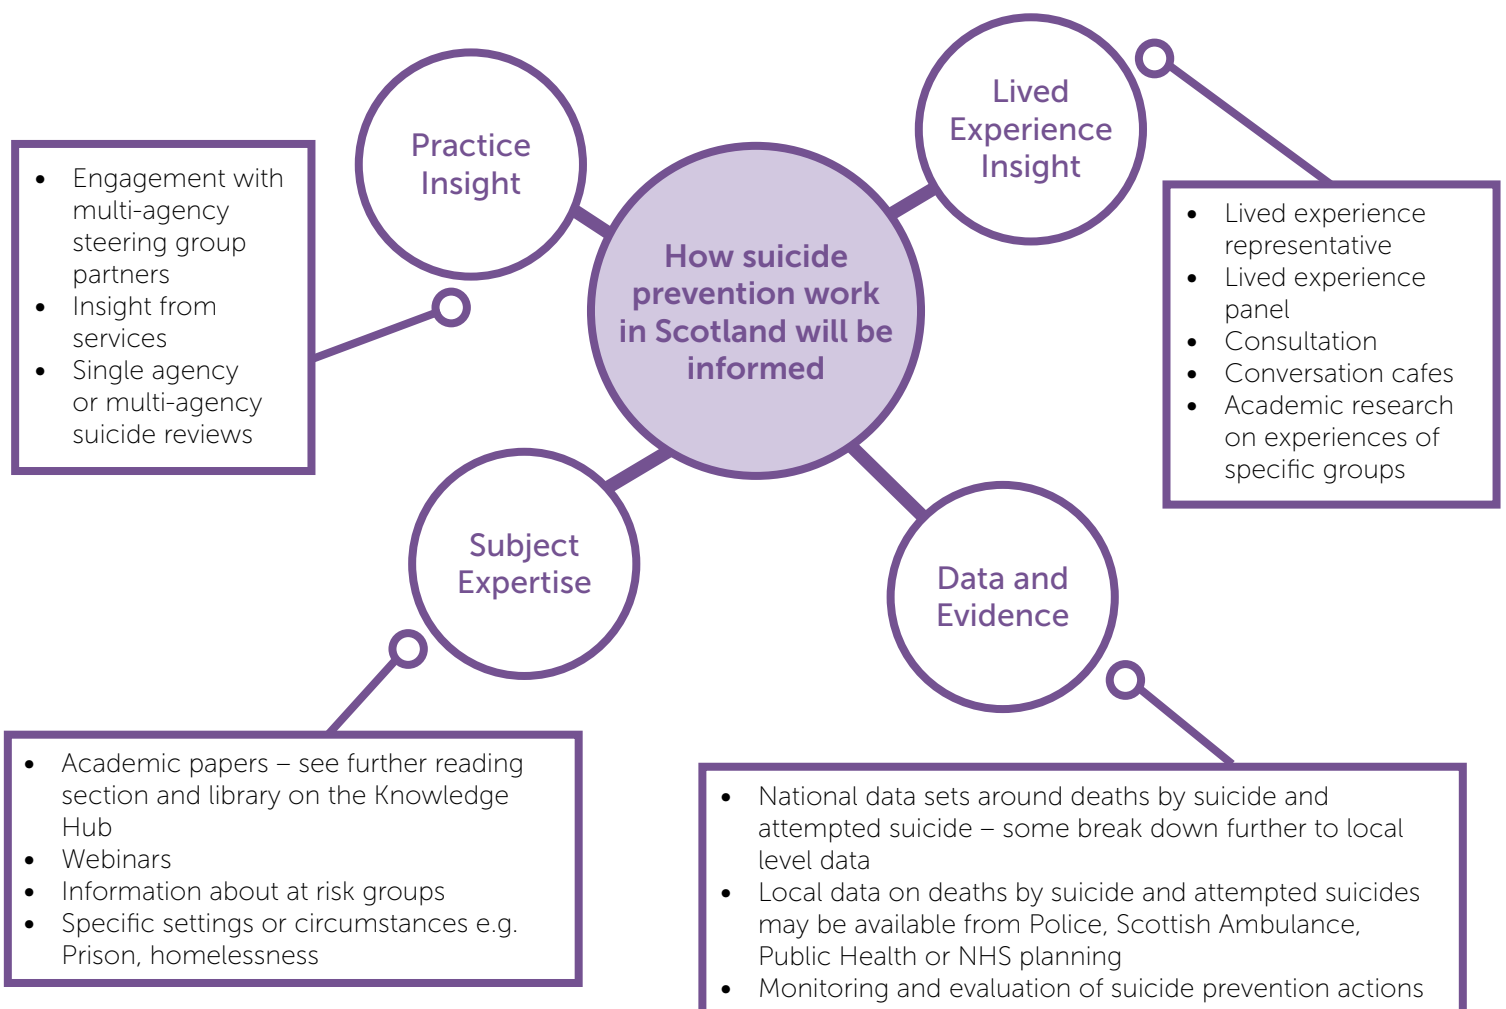 Practice
Insight
Lived
Experience
Insight
How suicide
prevention work
in Scotland will be
informed
Subject
Expertise
Data and
Evidence
• Engagement with
multi-agency
steering group
partners
• Insight from
services
• Single agency
or multi-agency
suicide reviews
• Lived experience
representative
• Lived experience
panel
• Consultation
• Conversation cafes
• Academic research
on experiences of
specific groups
• Academic papers – see further reading
section and library on the Knowledge
Hub
• Webinars
• Information about at risk groups
• Specific settings or circumstances e.g.
Prison, homelessness
• National data sets around deaths by suicide and
attempted suicide – some break down further to local
level data
• Local data on deaths by suicide and attempted suicides
may be available from Police, Scottish Ambulance,
Public Health or NHS planning
• Monitoring and evaluation of suicide prevention actions